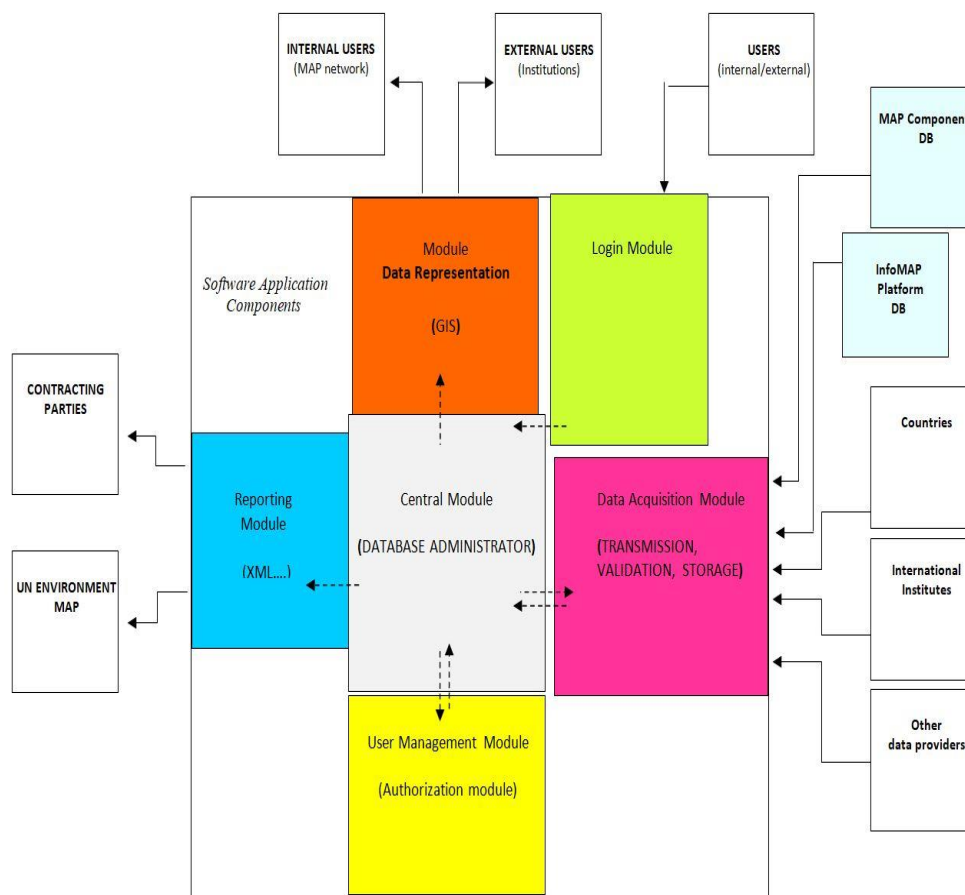 INTERNAL USERS
(MAP network)
EXTERNAL USERS
(Institutions)
USERS
(internal/external)
MAP Componen
DB
InfoMAP
Platform
DB
Module
Data Representation
(GIS)
Login Module
Software Application
Components
CONTRACTING
PARTIES
Countries
Reporting
Module
(XML....)
Central Module
(DATABASE ADMINISTRATOR)
Data Acquisition Module
(TRANSMISSION,
VALIDATION, STORAGE)
UN ENVIRONMENT
MAP
International
Institutes
Other
data providers
User Management Module
(Authorization module)